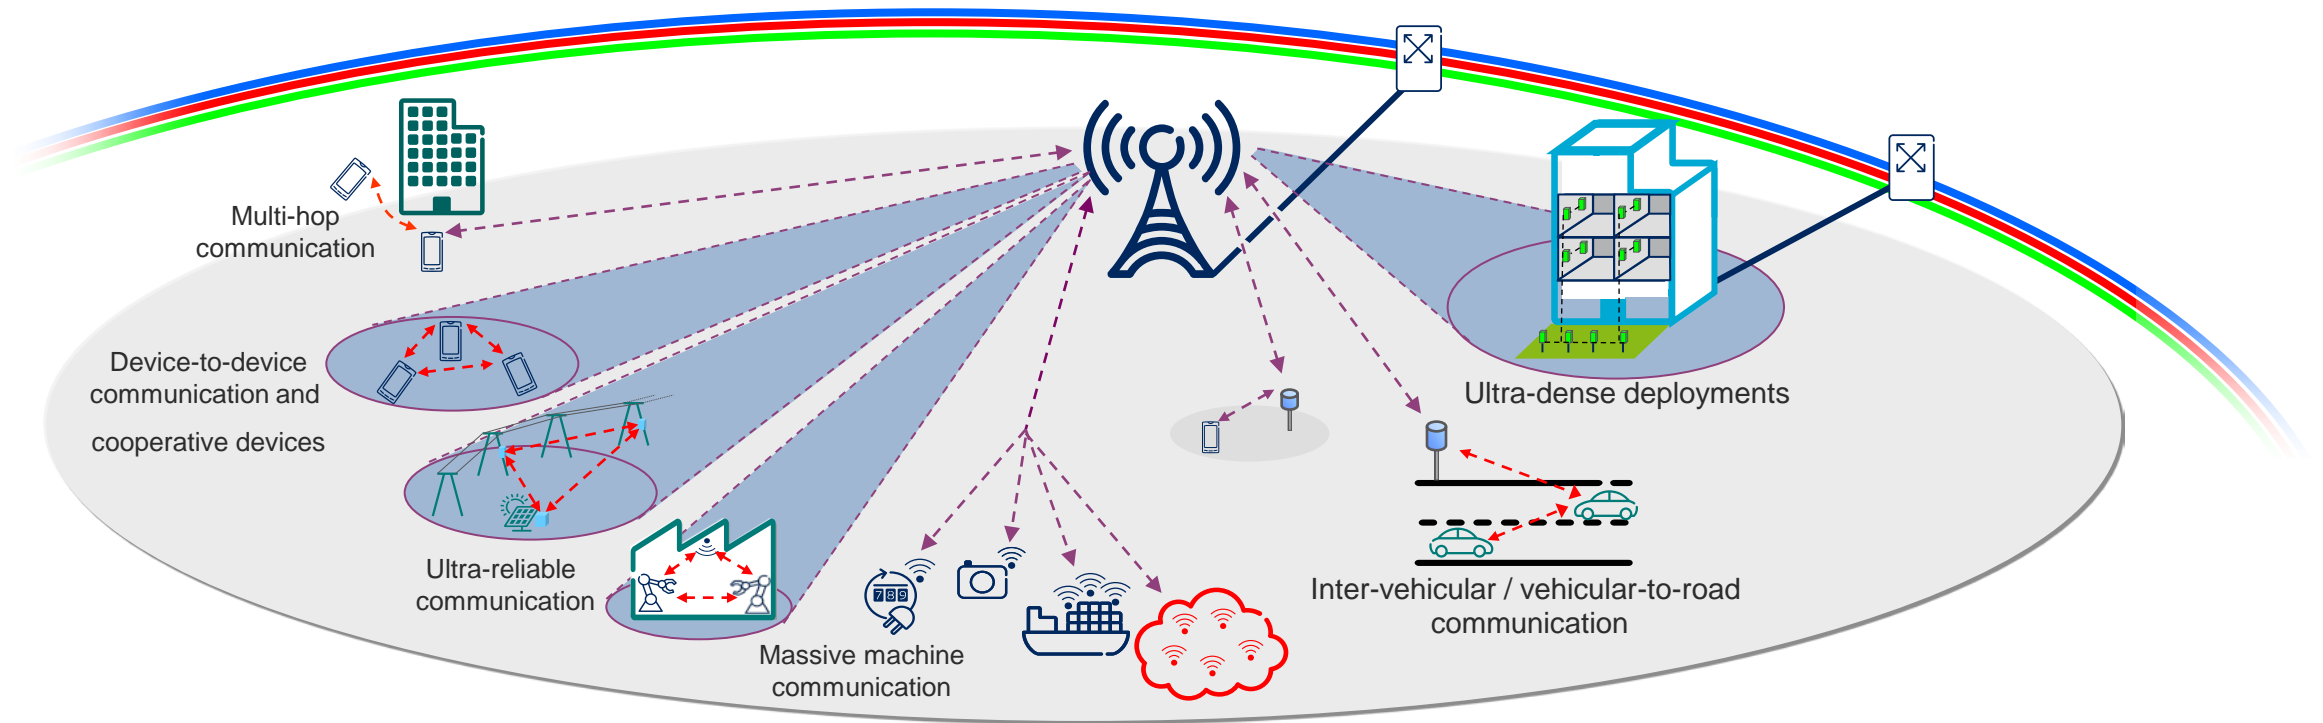 Multi-hop
communication
Device-to-device
communication and
cooperative devices
Ultra-reliable
communication
789
Massive machine
communication
Ultra-dense deployments
Inter-vehicular / vehicular-to-road
communication